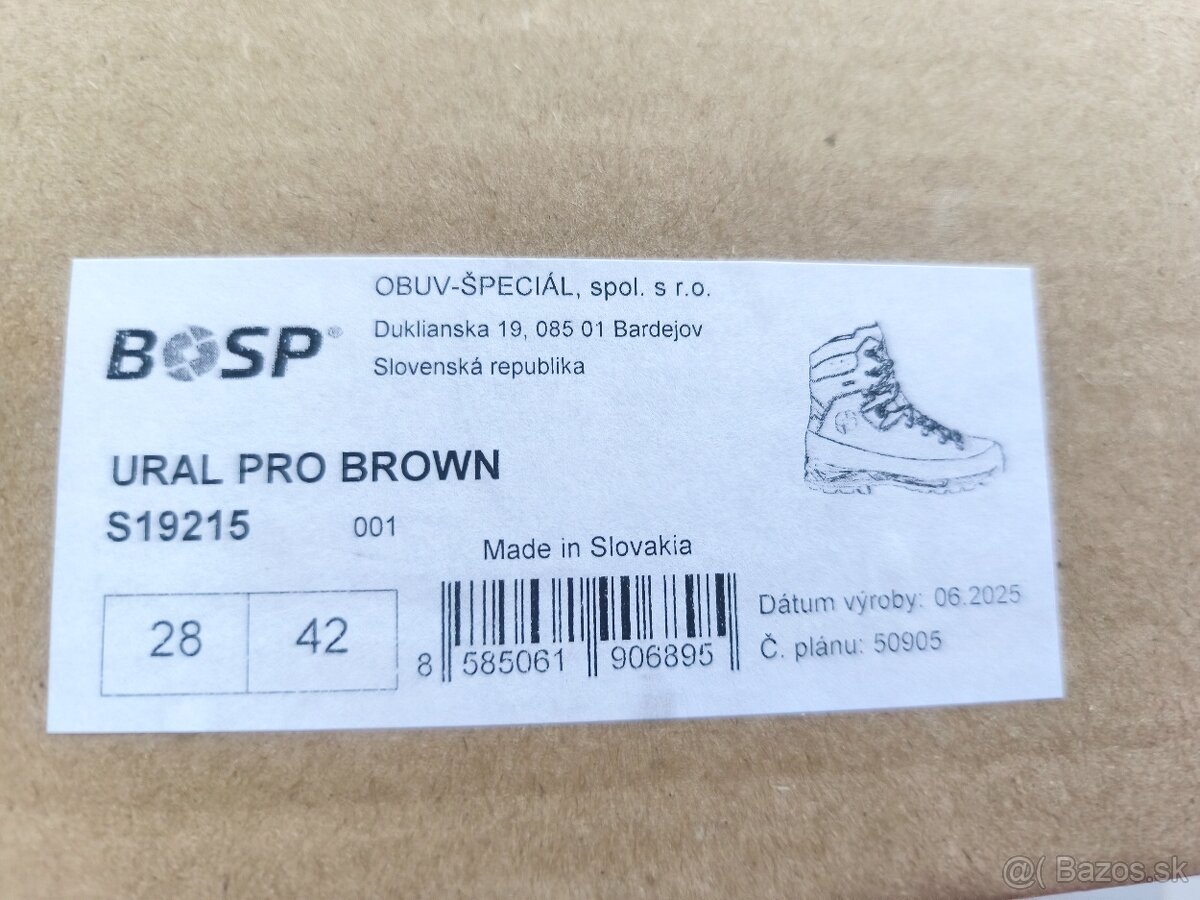 OBUV-ŠPECIÁL, spol. s r.o.
BOSP®
Duklianska 19, 085 01 Bardejov
Slovenská republika
URAL PRO BROWN
S19215 001
Made in Slovakia
28 42
8 585061 906895
Dátum výroby: 06.2025
Č. plánu: 50905
@( Bazos.sk